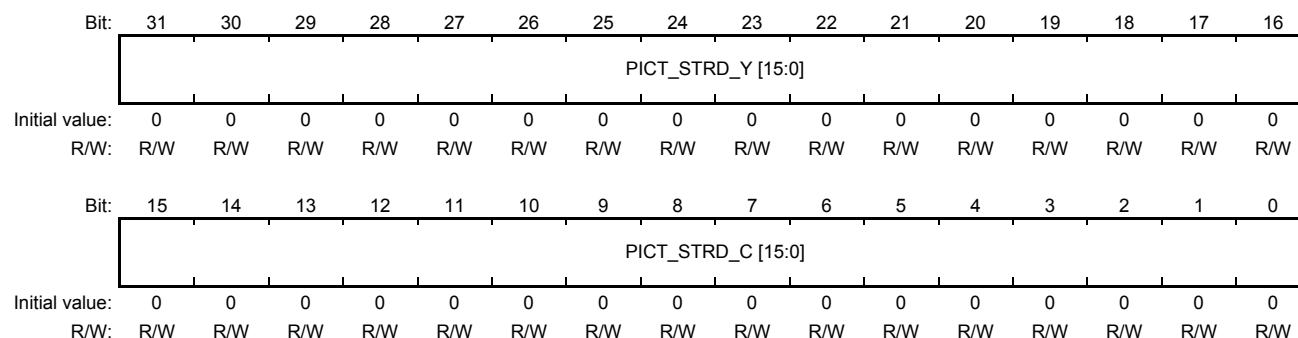 Bit: 31 30 29 28 27 26 25 24 23 22 21 20 19 18 17 16
PICT_STRD_Y [15:0]
Initial value: 0 0 0 0 0 0 0 0 0 0 0 0 0 0 0 0
R/W: R/W R/W R/W R/W R/W R/W R/W R/W R/W R/W R/W R/W R/W R/W R/W R/W
Bit: 15 14 13 12 11 10 9 8 7 6 5 4 3 2 1 0
PICT_STRD_C [15:0]
Initial value: 0 0 0 0 0 0 0 0 0 0 0 0 0 0 0 0
R/W: R/W R/W R/W R/W R/W R/W R/W R/W R/W R/W R/W R/W R/W R/W R/W R/W